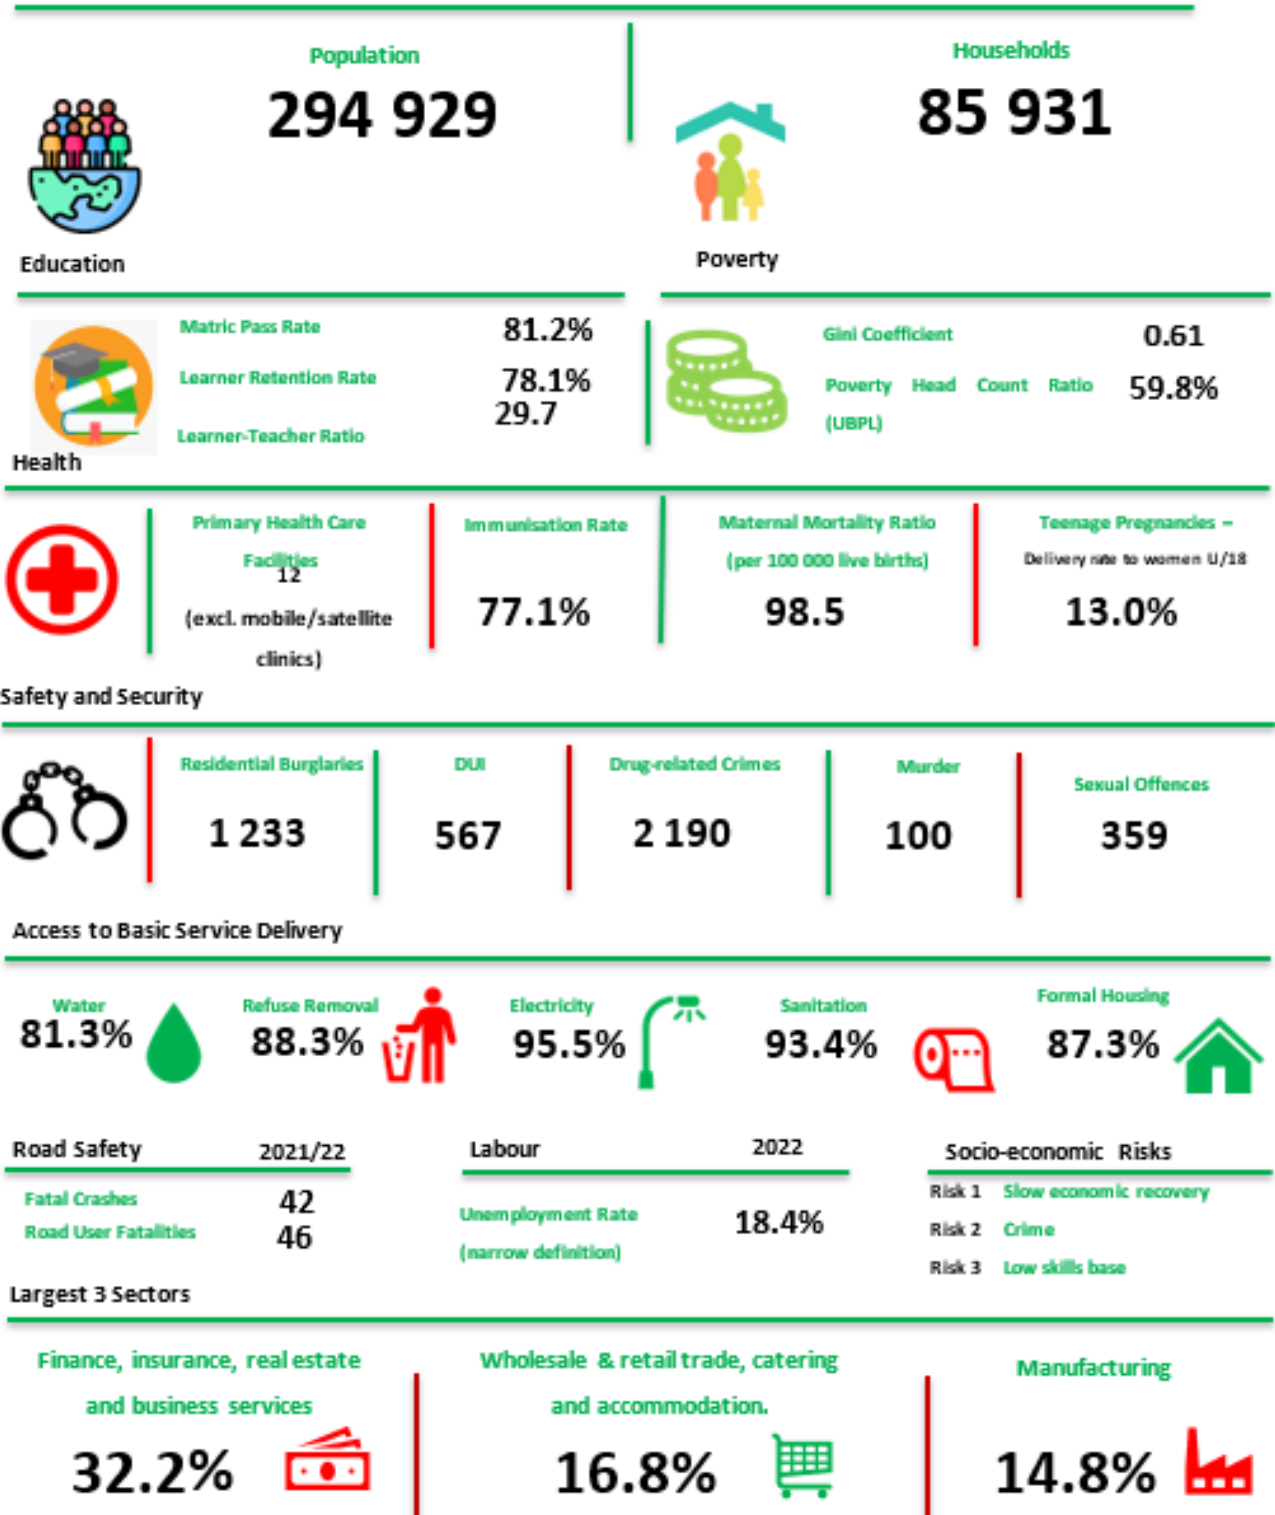 Population
294 929
Households
85 931
Education
Matric Pass Rate 81.2%
Learner Retention Rate 78.1%
Learner-Teacher Ratio 29.7
Poverty
Gini Coefficient 0.61
Poverty Head Count Ratio 59.8%
(UBPL)
Health
Primary Health Care
Facilities
12
(excl. mobile/satellite
clinics)
Immunisation Rate
77.1%
Maternal Mortality Ratio
(per 100 000 live births)
98.5
Teenage Pregnancies –
Delivery rate to women U/18
13.0%
Safety and Security
Residential Burglaries
1 233
DUI
567
Drug-related Crimes
2 190
Murder
100
Sexual Offences
359
Access to Basic Service Delivery
Water
81.3%
Refuse Removal
88.3%
Electricity
95.5%
Sanitation
93.4%
Formal Housing
87.3%
Road Safety 2021/22
Fatal Crashes 42
Road User Fatalities 46
Labour 2022
Unemployment Rate 18.4%
(narrow definition)
Socio-economic Risks
Risk 1 Slow economic recovery
Risk 2 Crime
Risk 3 Low skills base
Largest 3 Sectors
Finance, insurance, real estate
and business services
32.2%
Wholesale & retail trade, catering
and accommodation.
16.8%
Manufacturing
14.8%